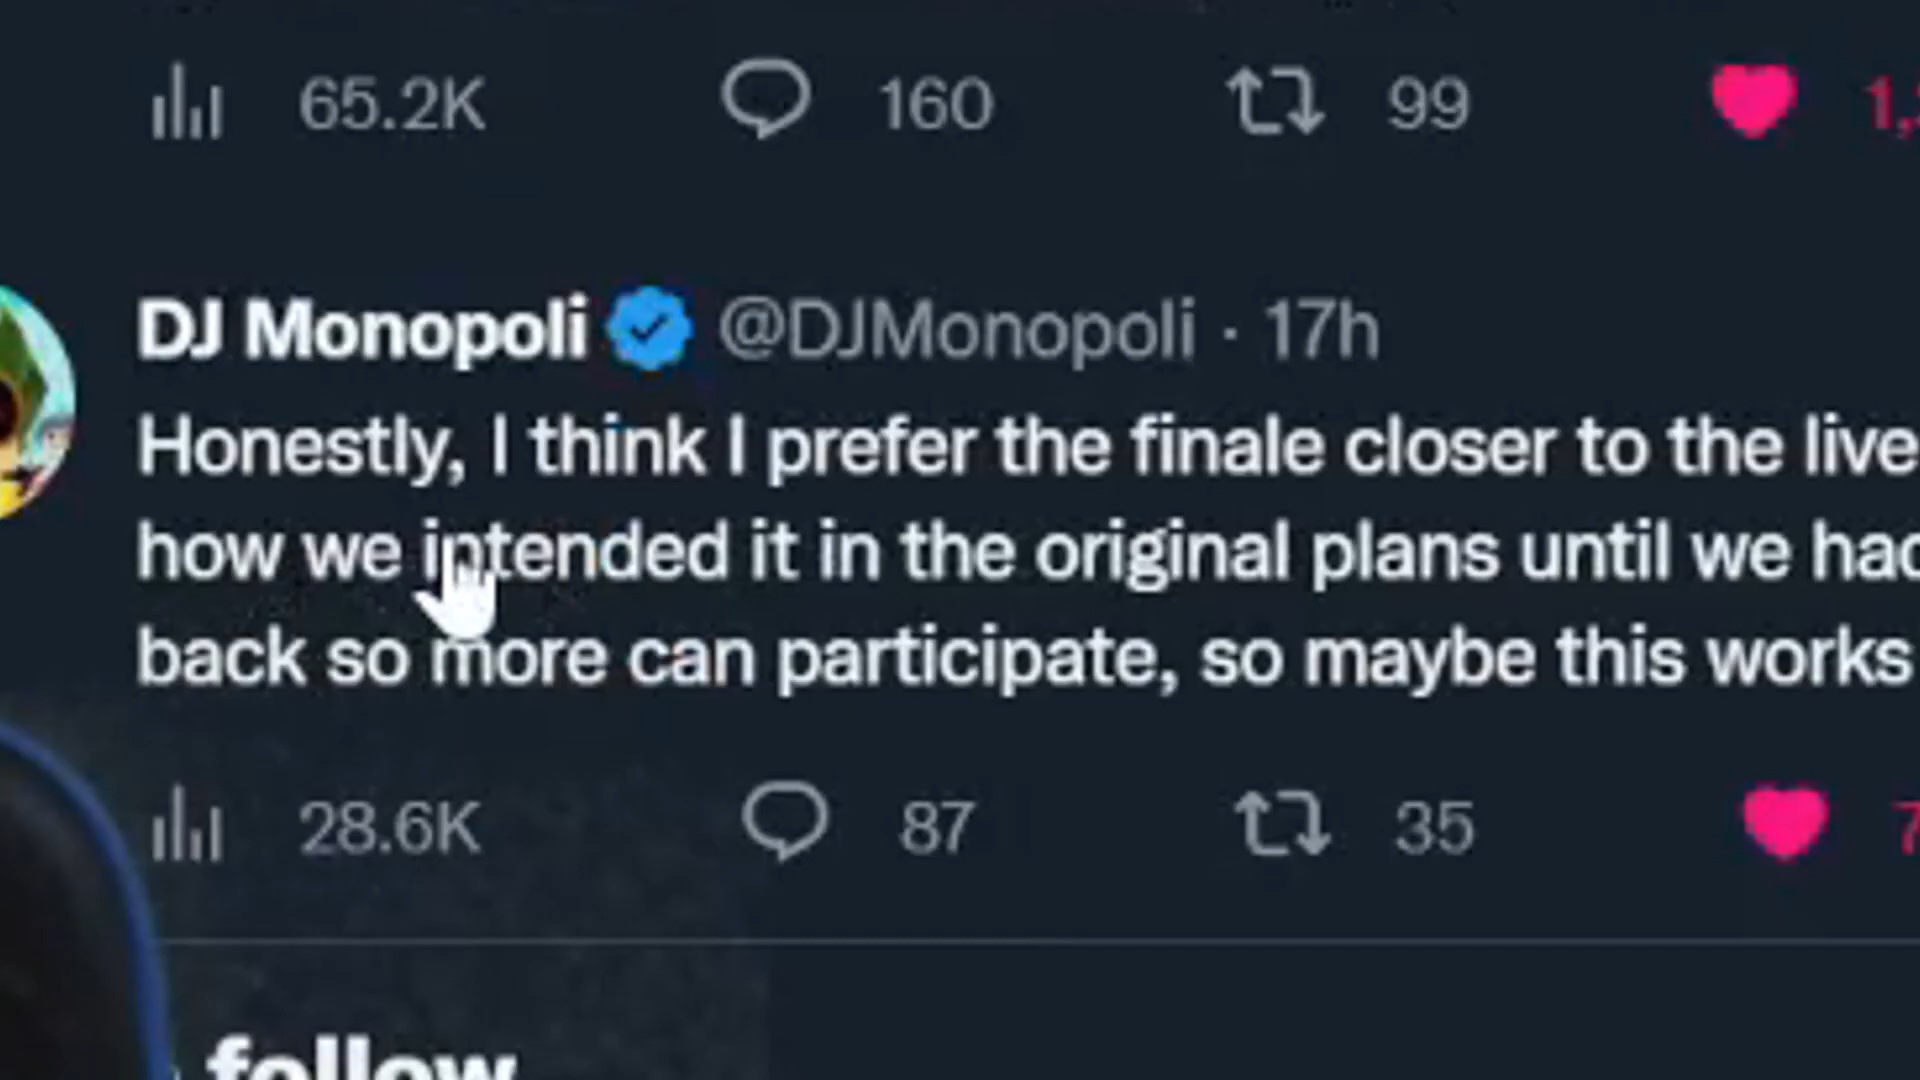 65.2K 160 99
DJ Monopoli @DJMonopoli · 17h
Honestly, I think I prefer the finale closer to the live
how we intended it in the original plans until we had
back so more can participate, so maybe this works
28.6K 87 35
follow